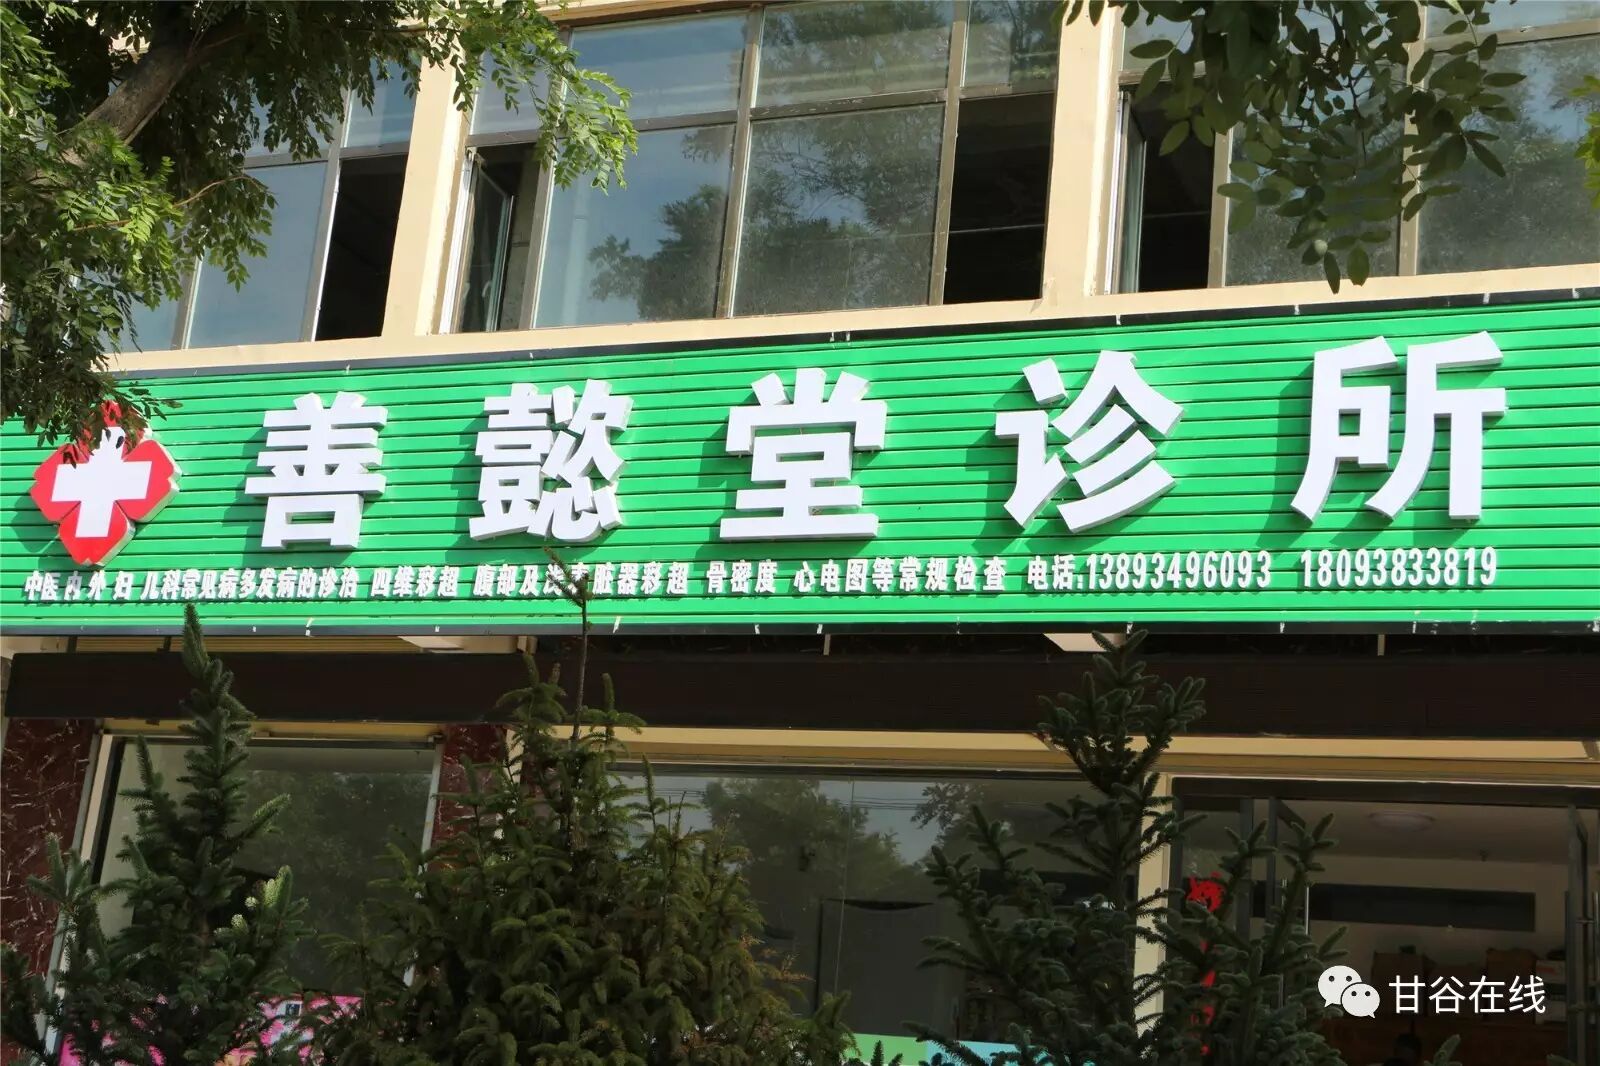 善懿堂诊所
中医内外妇儿科常见病多发病的诊治 四维彩超 腹部及浅表脏器彩超 骨密度 心电图等常规检查 电话:13893496093 18093833819
甘谷在线